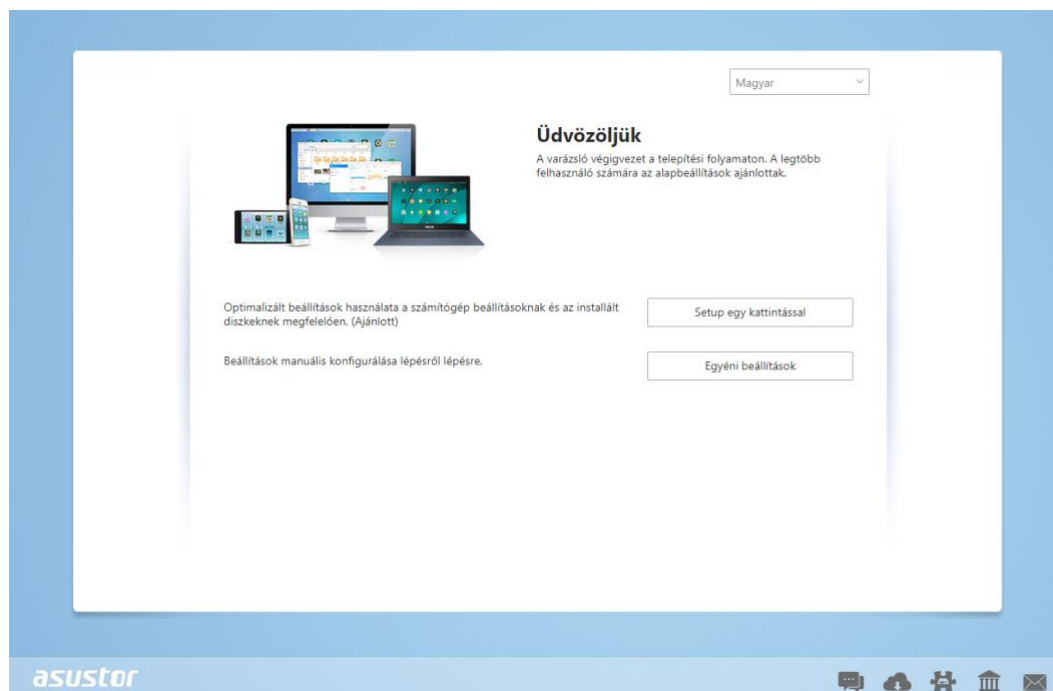 Magyar
Üdvözöljük
A varázsló végigvezet a telepítési folyamaton. A legtöbb
felhasználó számára az alapbeállítások ajánlottak.
Optimalizált beállítások használata a számítógép beállításoknak és az installált
diszkeknek megfelelően. (Ajánlott)
Setup egy kattintással
Beállítások manuális konfigurálása lépésről lépésre.
Egyéni beállítások
asustor